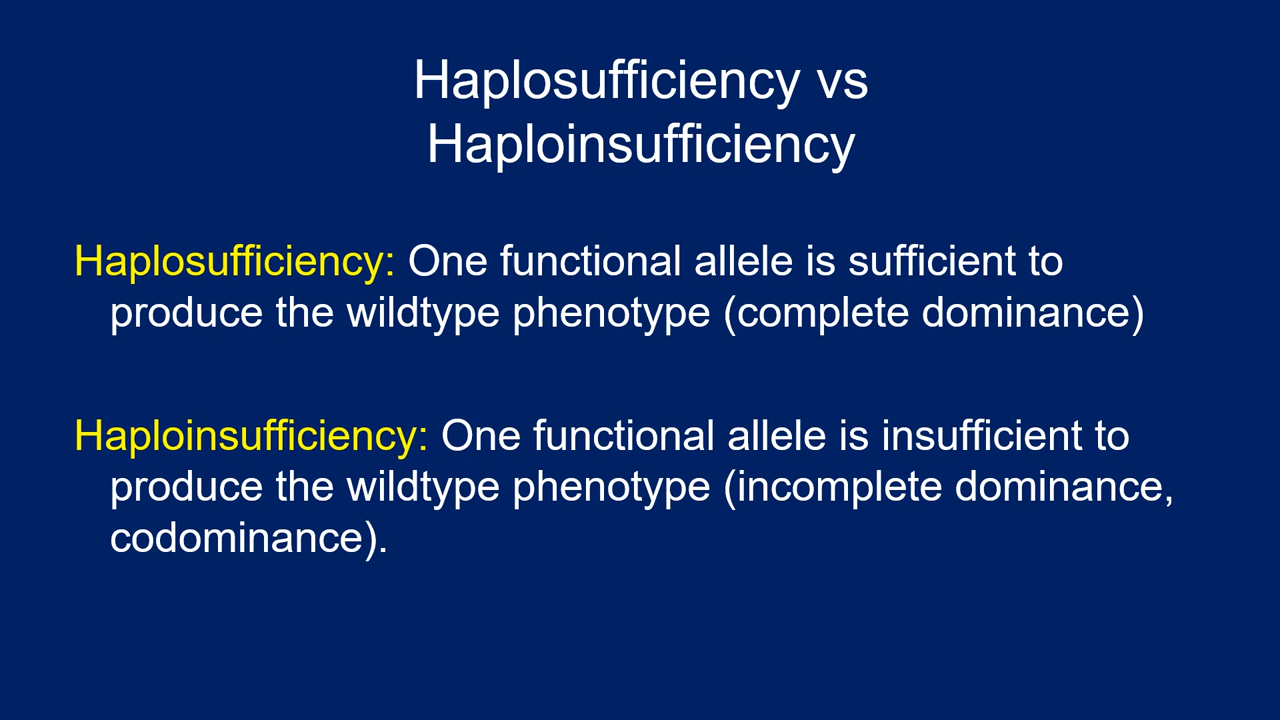 Haplosufficiency vs
Haploinsufficiency
Haplosufficiency: One functional allele is sufficient to
produce the wildtype phenotype (complete dominance)
Haploinsufficiency: One functional allele is insufficient to
produce the wildtype phenotype (incomplete dominance,
codominance).